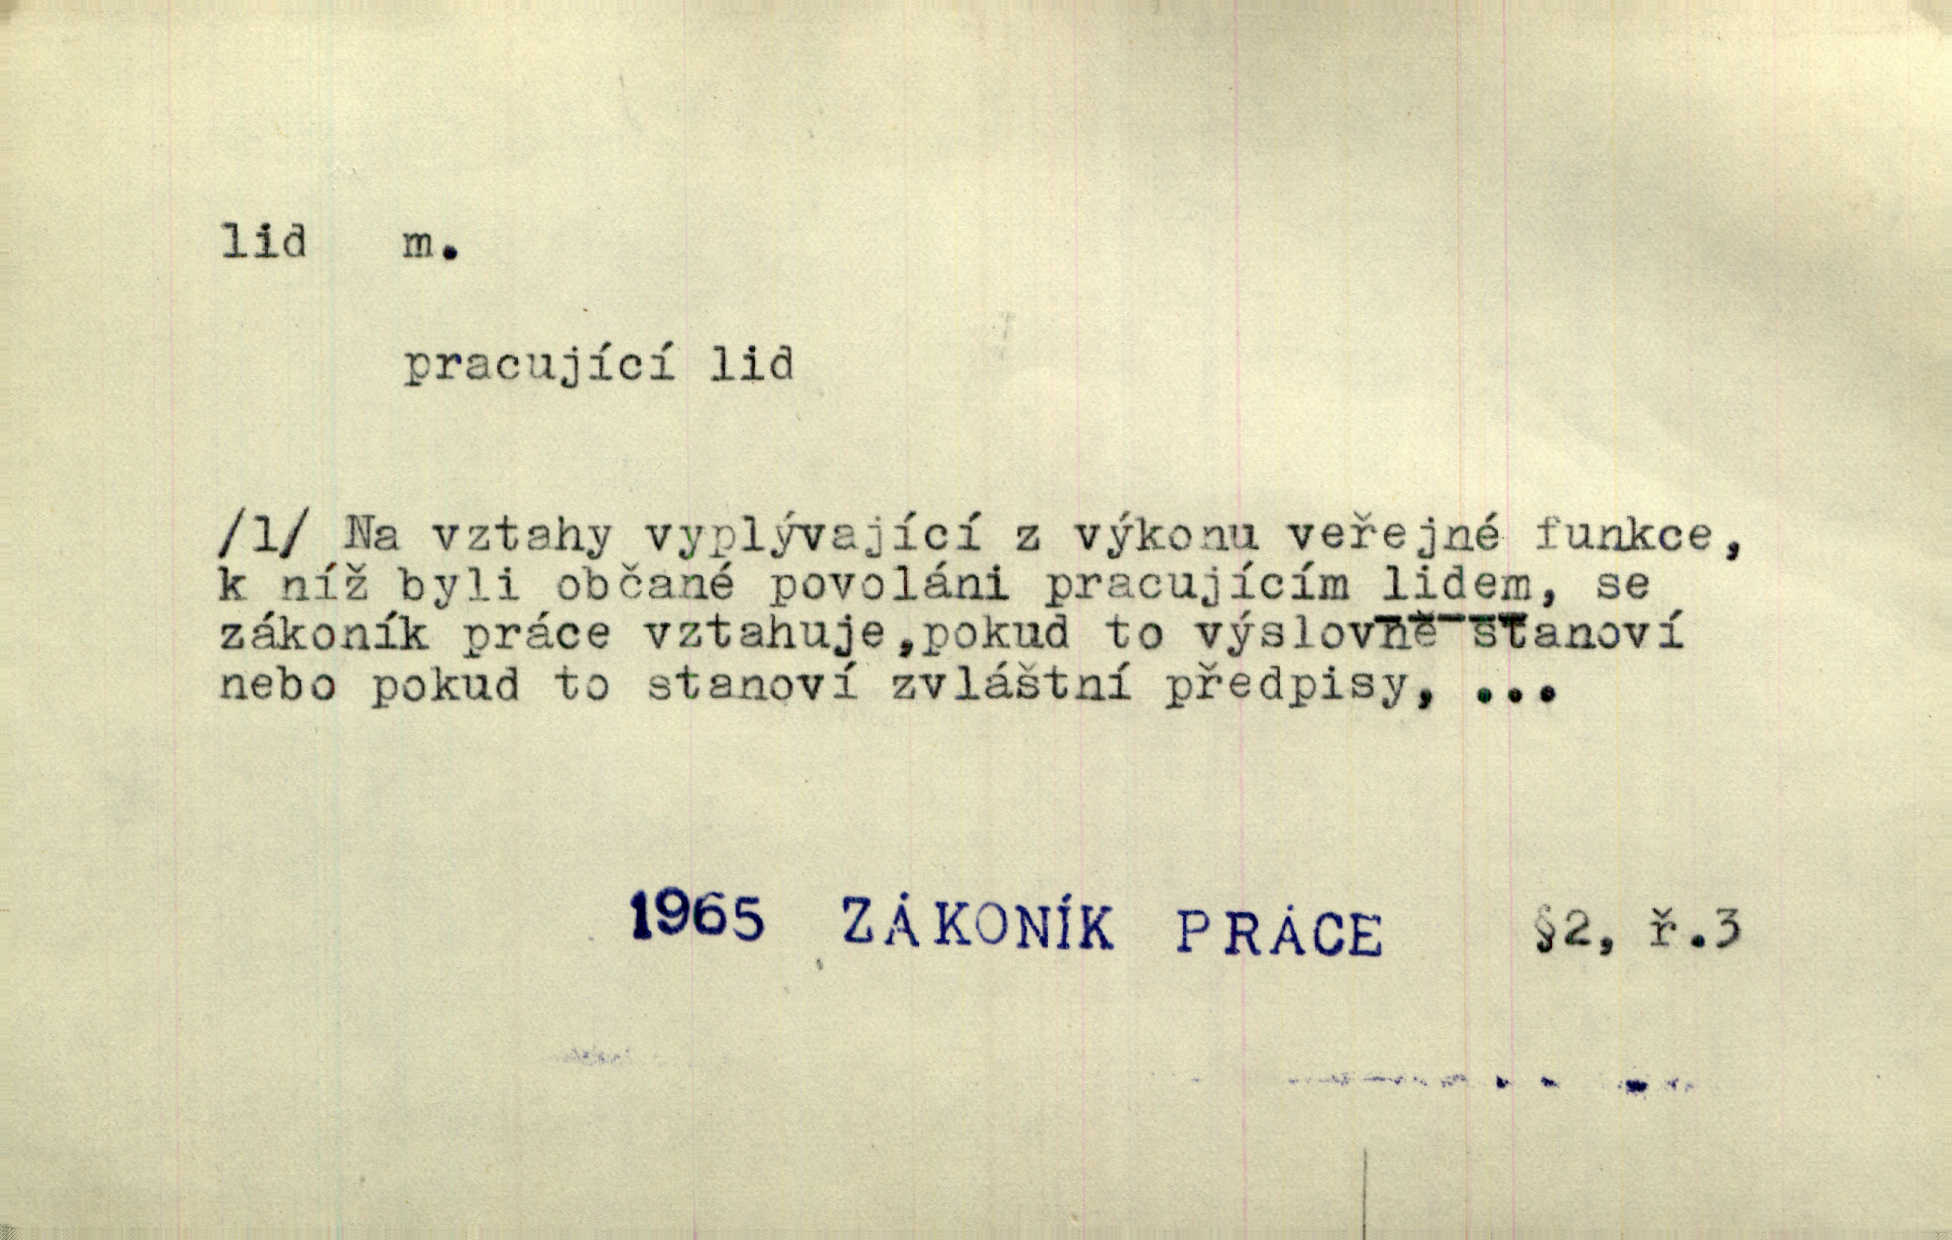 lid m.
pracující lid
/1/ Na vztahy vyplývající z výkonu veřejné funkce,
k níž byli občané povoláni pracujícím lidem, se
zákoník práce vztahuje,pokud to výslovně stanoví
nebo pokud to stanoví zvláštní předpisy, ...
1965 ZÁKONÍK PRÁCE §2, ř.3